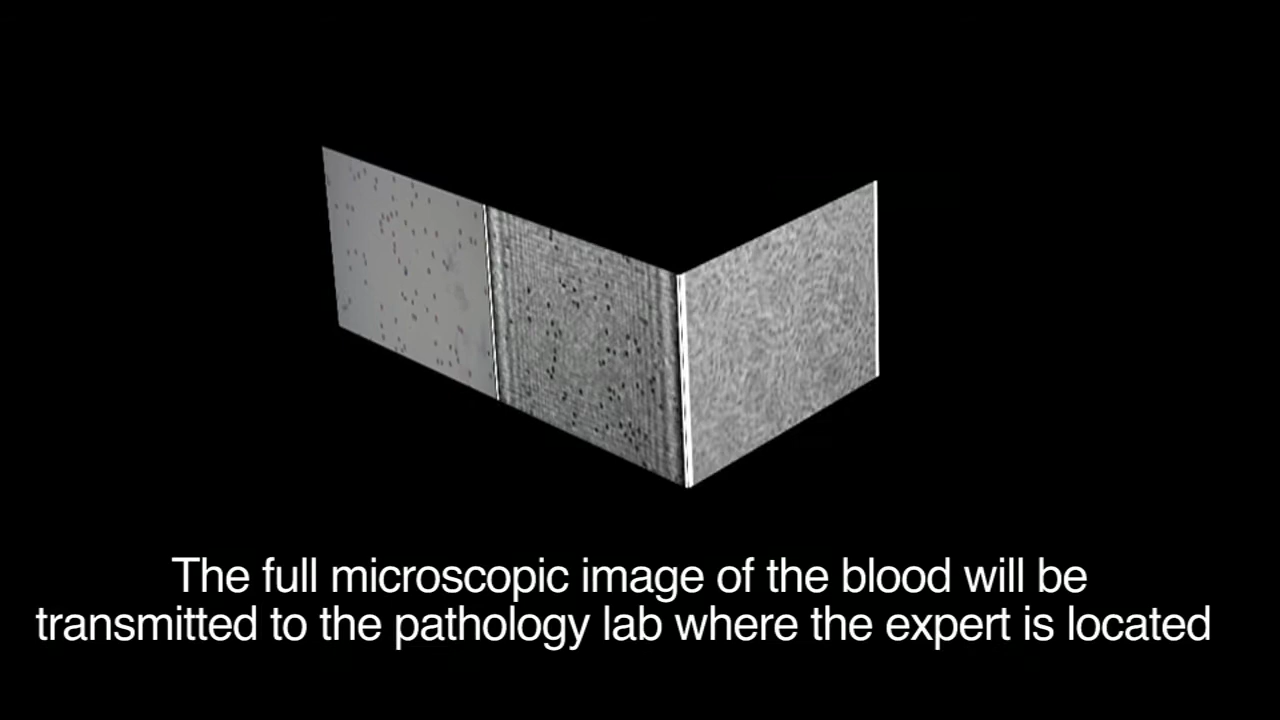 The full microscopic image of the blood will be
transmitted to the pathology lab where the expert is located